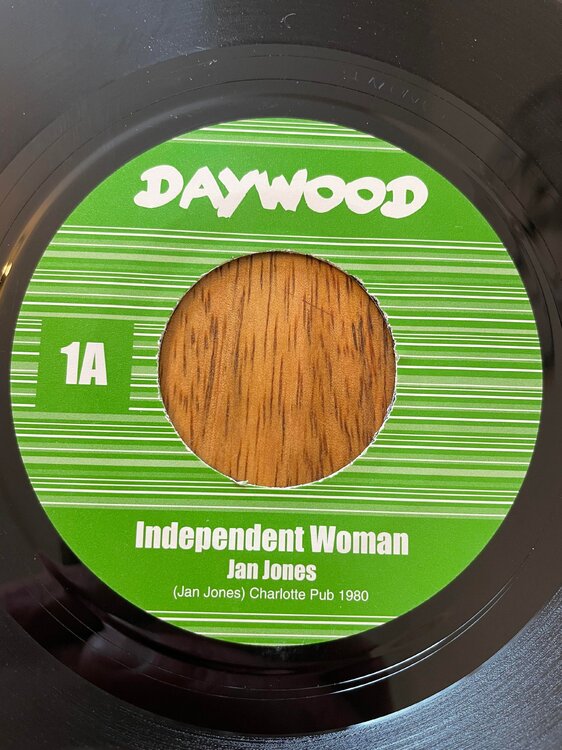 DAYWOOD
1A
Independent Woman
Jan Jones
(Jan Jones) Charlotte Pub 1980